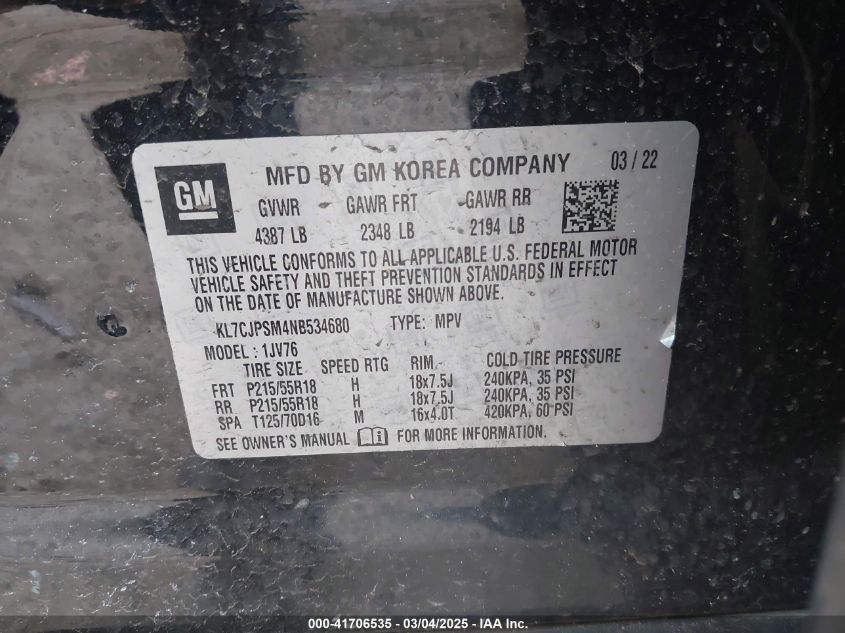 GM
MFD BY GM KOREA COMPANY 03 / 22
GVWR GAWR FRT GAWR RR
4387 LB 2348 LB 2194 LB
THIS VEHICLE CONFORMS TO ALL APPLICABLE U.S. FEDERAL MOTOR
VEHICLE SAFETY AND THEFT PREVENTION STANDARDS IN EFFECT
ON THE DATE OF MANUFACTURE SHOWN ABOVE.
KL7CJPSM4NB534680 TYPE: MPV
MODEL : 1JV76
TIRE SIZE SPEED RTG RIM COLD TIRE PRESSURE
FRT P215/55R18 H 18x7.5J 240KPA, 35 PSI
RR P215/55R18 H 18x7.5J 240KPA, 35 PSI
SPA T125/70D16 M 16x4.0T 420KPA, 60 PSI
SEE OWNER'S MANUAL FOR MORE INFORMATION.
000-41706535 - 03/04/2025 - IAA Inc.